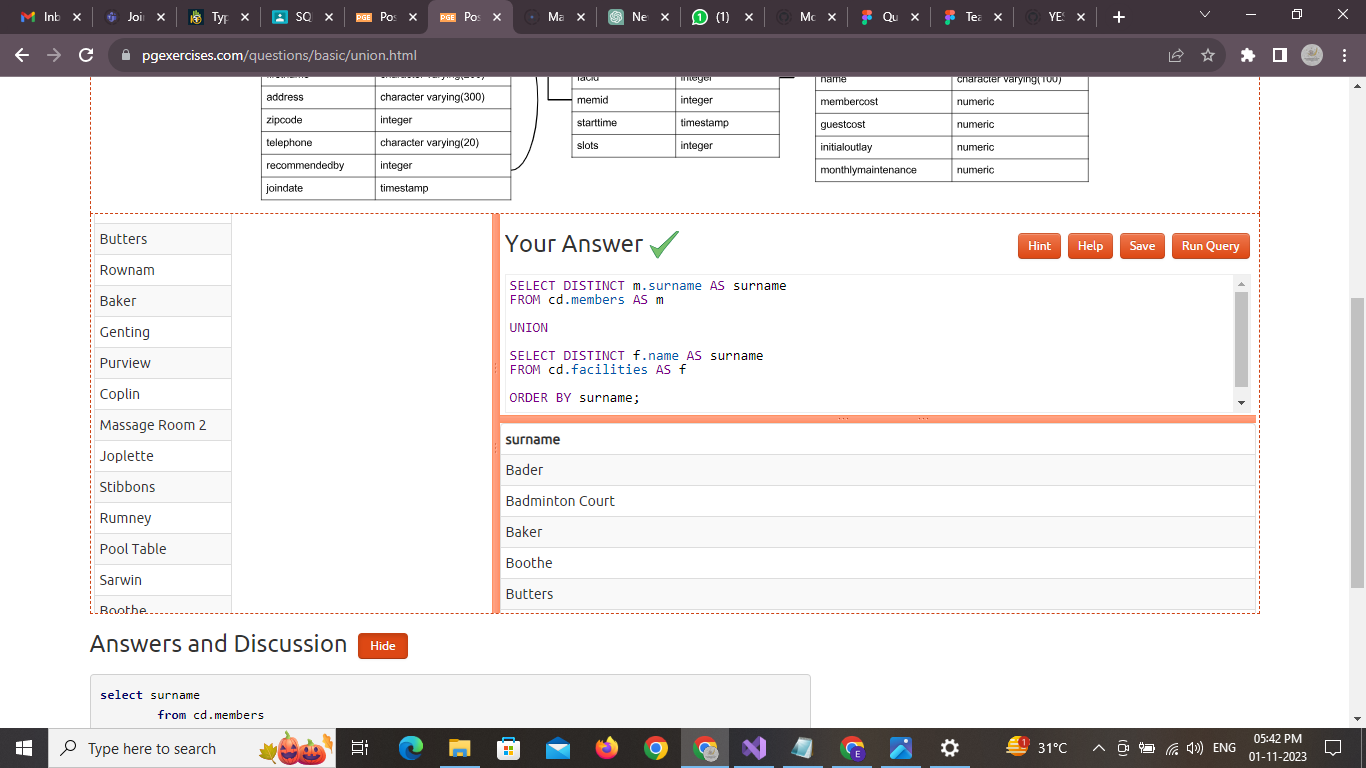 Inb
Joi
Typ
SQ
PGE Pos
PGE Pos
Ma
Ne
(1)
Mc
Qu
Tea
YE
pgexercises.com/questions/basic/union.html
address character varying(300)
zipcode integer
telephone character varying(20)
recommendedby integer
joindate timestamp
facid integer
memid integer
starttime timestamp
slots integer
name character varying(100)
membercost numeric
guestcost numeric
initialoutlay numeric
monthlymaintenance numeric
Butters
Rownam
Baker
Genting
Purview
Coplin
Massage Room 2
Joplette
Stibbons
Rumney
Pool Table
Sarwin
Boothe
Your Answer
Hint Help Save Run Query
SELECT DISTINCT m.surname AS surname
FROM cd.members AS m
UNION
SELECT DISTINCT f.name AS surname
FROM cd.facilities AS f
ORDER BY surname;
surname
Bader
Badminton Court
Baker
Boothe
Butters
Answers and Discussion Hide
select surname
from cd.members
Type here to search
1
E
31°C
ENG
05:42 PM
01-11-2023